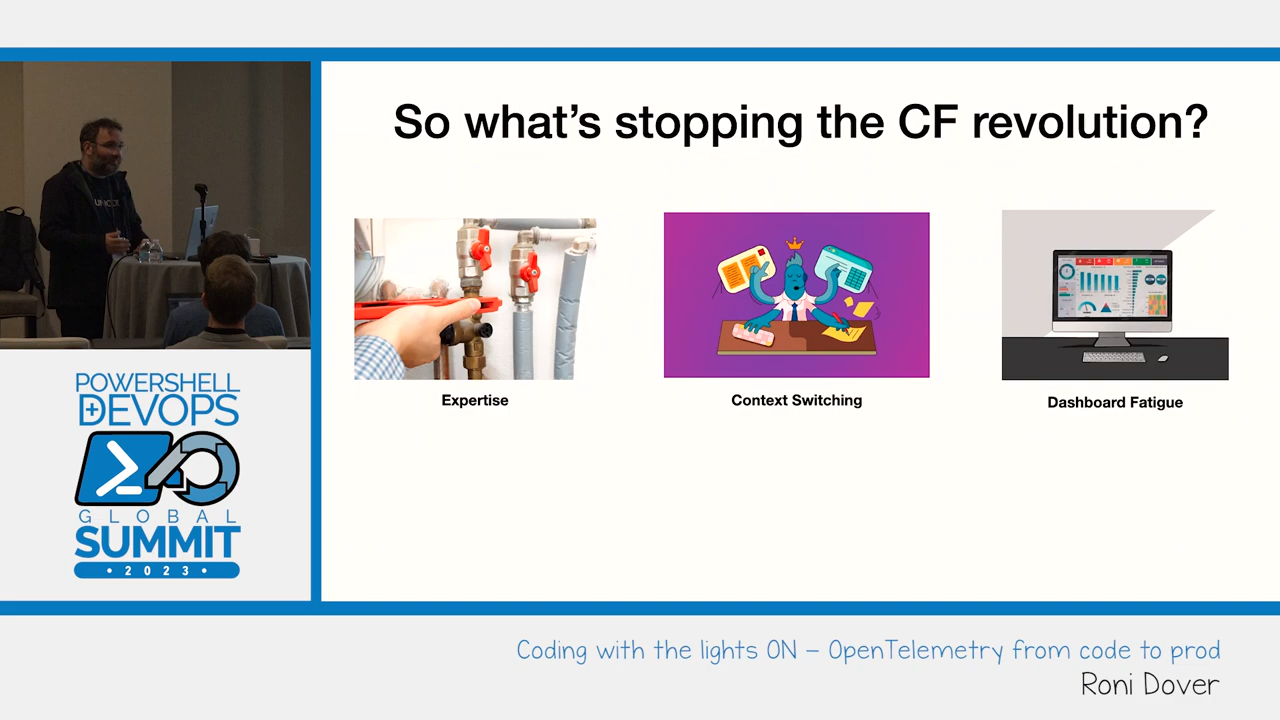 So what's stopping the CF revolution?
Expertise
Context Switching
Dashboard Fatigue
POWERSHELL
+DEVOPS
GLOBAL
SUMMIT
• 2023 •
Coding with the lights ON – OpenTelemetry from code to prod
Roni Dover